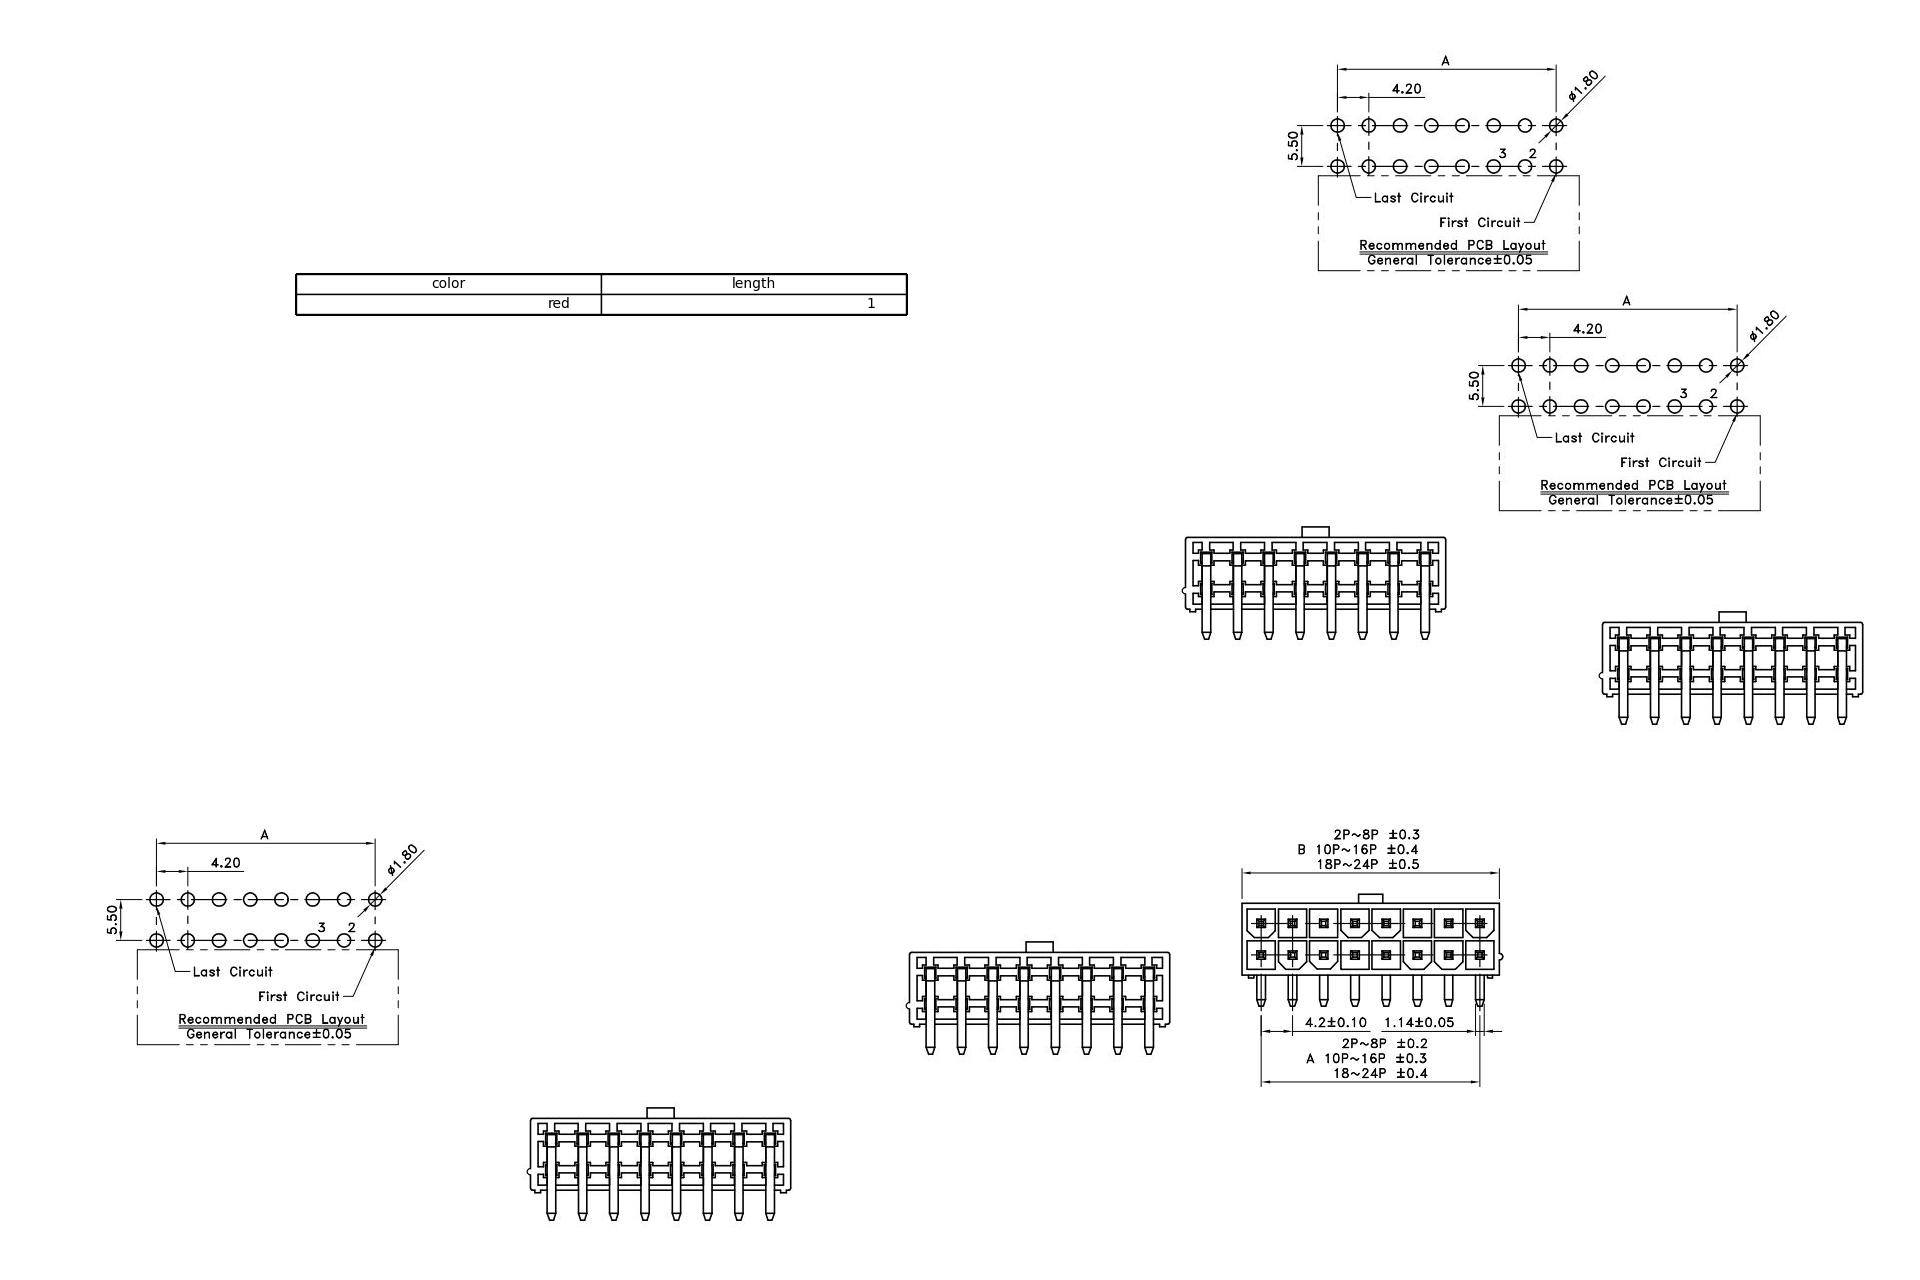 A
4.20
ø1.80
5.50
3 2
Last Circuit
First Circuit
Recommended PCB Layout
General Tolerance±0.05
color length
red 1
A
4.20
ø1.80
5.50
3 2
Last Circuit
First Circuit
Recommended PCB Layout
General Tolerance±0.05
A
4.20
ø1.80
5.50
3 2
Last Circuit
First Circuit
Recommended PCB Layout
General Tolerance±0.05
2P~8P ±0.3
B 10P~16P ±0.4
18P~24P ±0.5
4.2±0.10 1.14±0.05
2P~8P ±0.2
A 10P~16P ±0.3
18~24P ±0.4